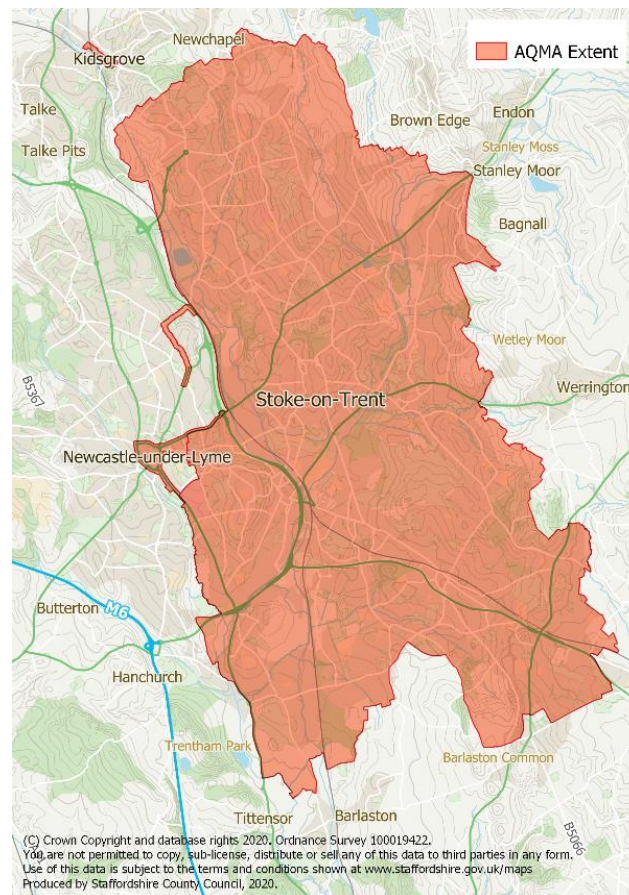 AQMA Extent
Newchapel
Kidsgrove
Talke
Brown Edge
Endon
Talke Pits
Stanley Moss
Stanley Moor
Bagnall
Wetley Moor
B5367
Werrington
Stoke-on-Trent
Newcastle-under-Lyme
Butterton
M6
Hanchurch
Trentham Park
Barlaston Common
Tittensor
Barlaston
B5066
(C) Crown Copyright and database rights 2020. Ordnance Survey 100019422.
You are not permitted to copy, sub-license, distribute or sell any of this data to third parties in any form.
Use of this data is subject to the terms and conditions shown at www.staffordshire.gov.uk/maps
Produced by Staffordshire County Council, 2020.